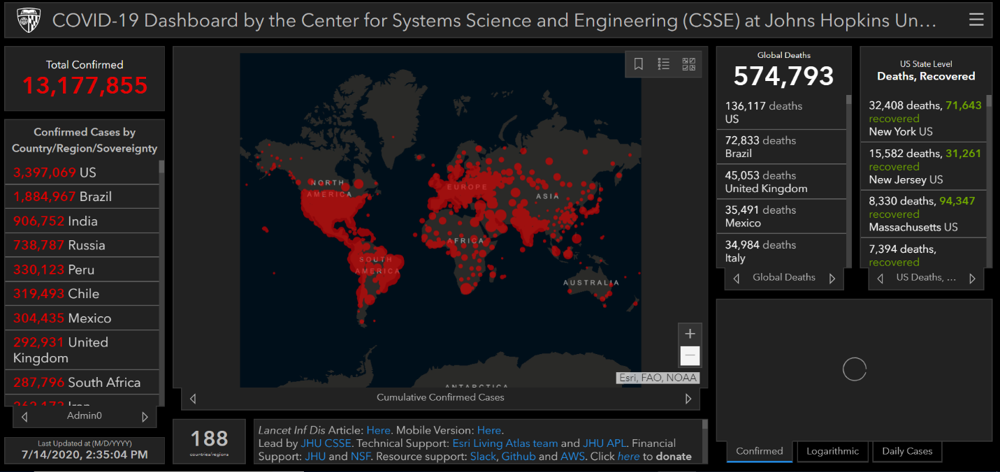 COVID-19 Dashboard by the Center for Systems Science and Engineering (CSSE) at Johns Hopkins Un...
Total Confirmed
13,177,855
Confirmed Cases by
Country/Region/Sovereignty
3,397,069 US
1,884,967 Brazil
906,752 India
738,787 Russia
330,123 Peru
319,493 Chile
304,435 Mexico
292,931 United
Kingdom
287,796 South Africa
Admin0
Last Updated at (M/D/YYYY)
7/14/2020, 2:35:04 PM
NORTH
AMERICA
EUROPE
ASIA
AFRICA
SOUTH
AMERICA
AUSTRALIA
ANTARCTICA
Esri, FAO, NOAA
Cumulative Confirmed Cases
188
countries/regions
Lancet Inf Dis Article: Here. Mobile Version: Here.
Lead by JHU CSSE. Technical Support: Esri Living Atlas team and JHU APL. Financial
Support: JHU and NSF. Resource support: Slack, Github and AWS. Click here to donate
Global Deaths
574,793
136,117 deaths
US
72,833 deaths
Brazil
45,053 deaths
United Kingdom
35,491 deaths
Mexico
34,984 deaths
Italy
Global Deaths
US State Level
Deaths, Recovered
32,408 deaths, 71,643
recovered
New York US
15,582 deaths, 31,261
recovered
New Jersey US
8,330 deaths, 94,347
recovered
Massachusetts US
7,394 deaths,
recovered
US Deaths, ...
Confirmed
Logarithmic
Daily Cases